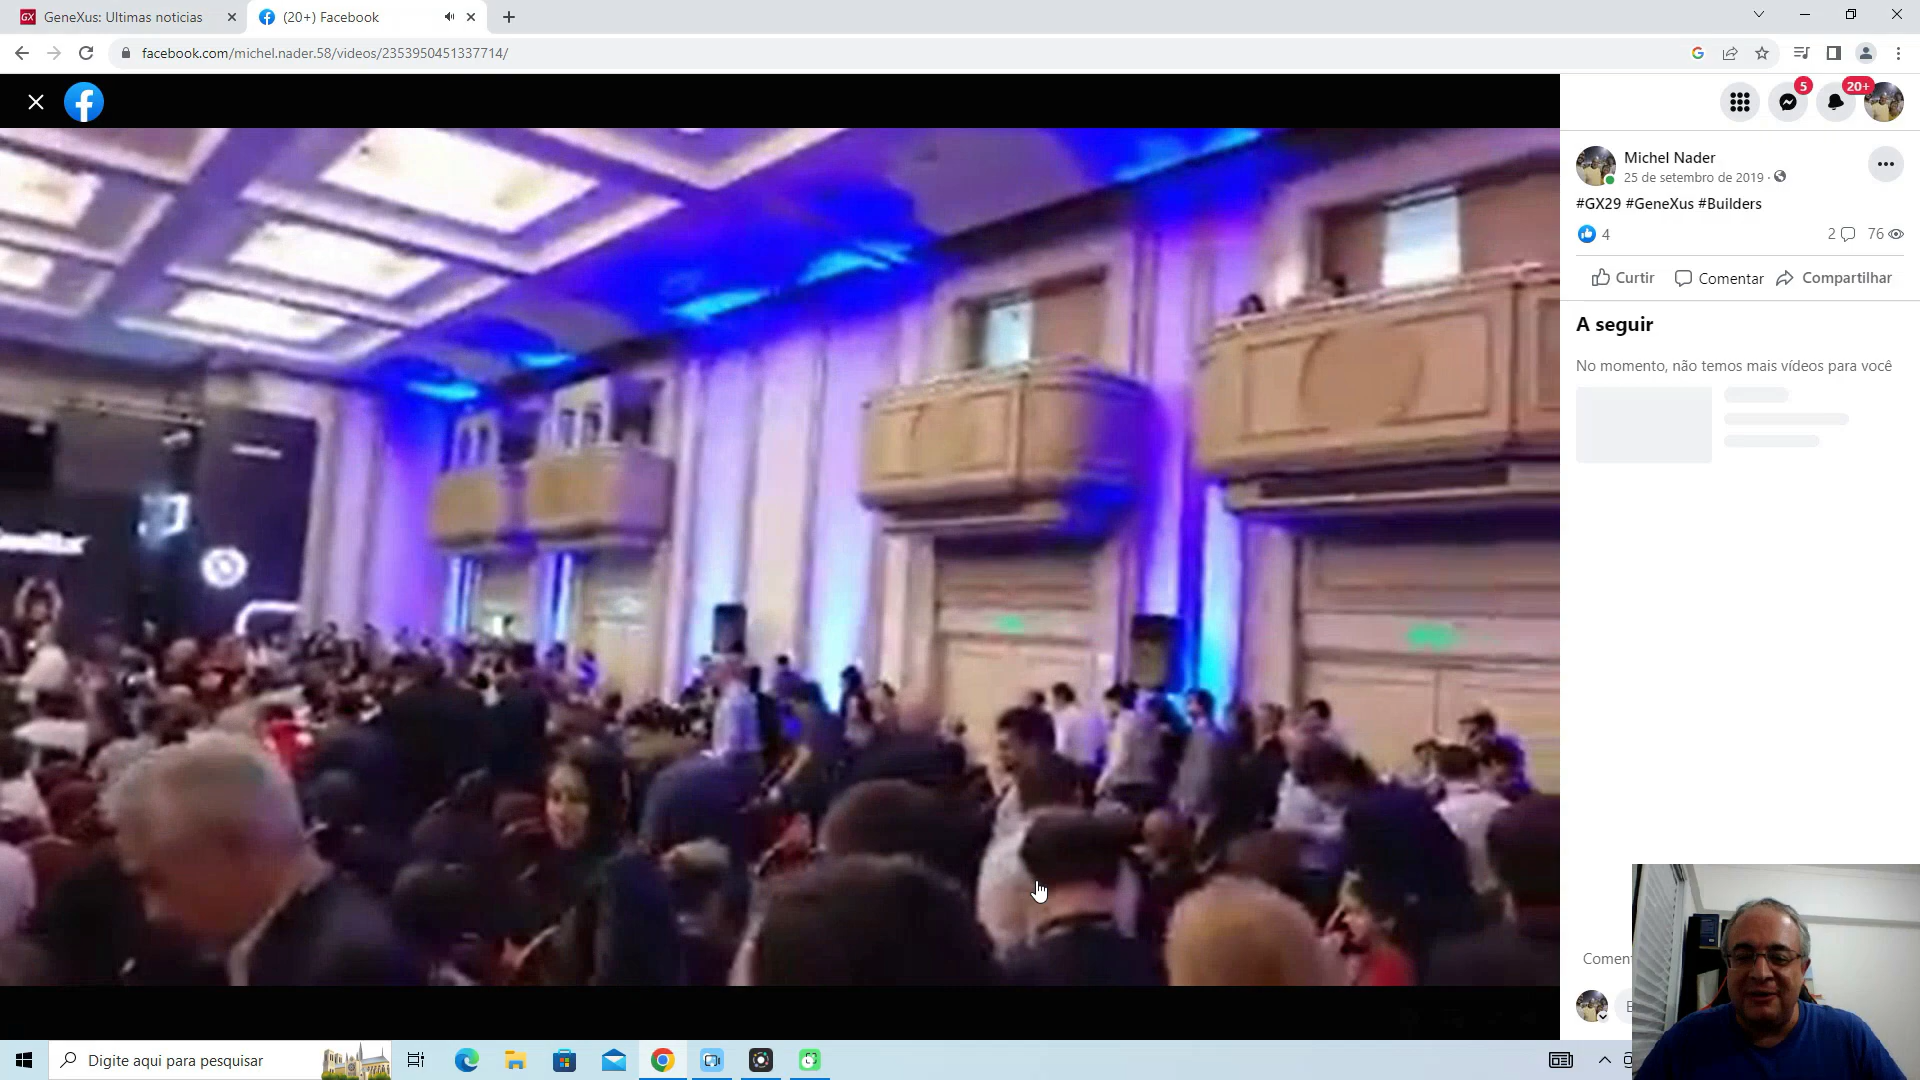 GeneXus: Ultimas noticias
(20+) Facebook
facebook.com/michel.nader.58/videos/2353950451337714/
5
20+
Michel Nader
25 de setembro de 2019 ·
#GX29 #GeneXus #Builders
4
2
76
Curtir
Comentar
Compartilhar
A seguir
No momento, não temos mais vídeos para você
Digite aqui para pesquisar